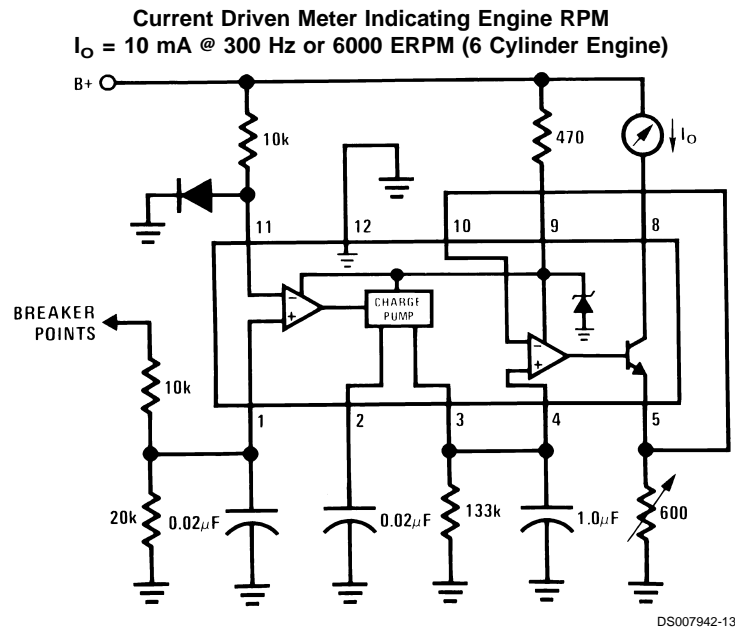 Current Driven Meter Indicating Engine RPM
I_O = 10 mA @ 300 Hz or 6000 ERPM (6 Cylinder Engine)
B+
10k
470
I_O
11
12
10
9
8
BREAKER
POINTS
−
+
CHARGE
PUMP
−
+
10k
1
2
3
4
5
20k
0.02μF
0.02μF
133k
1.0μF
600
DS007942-13